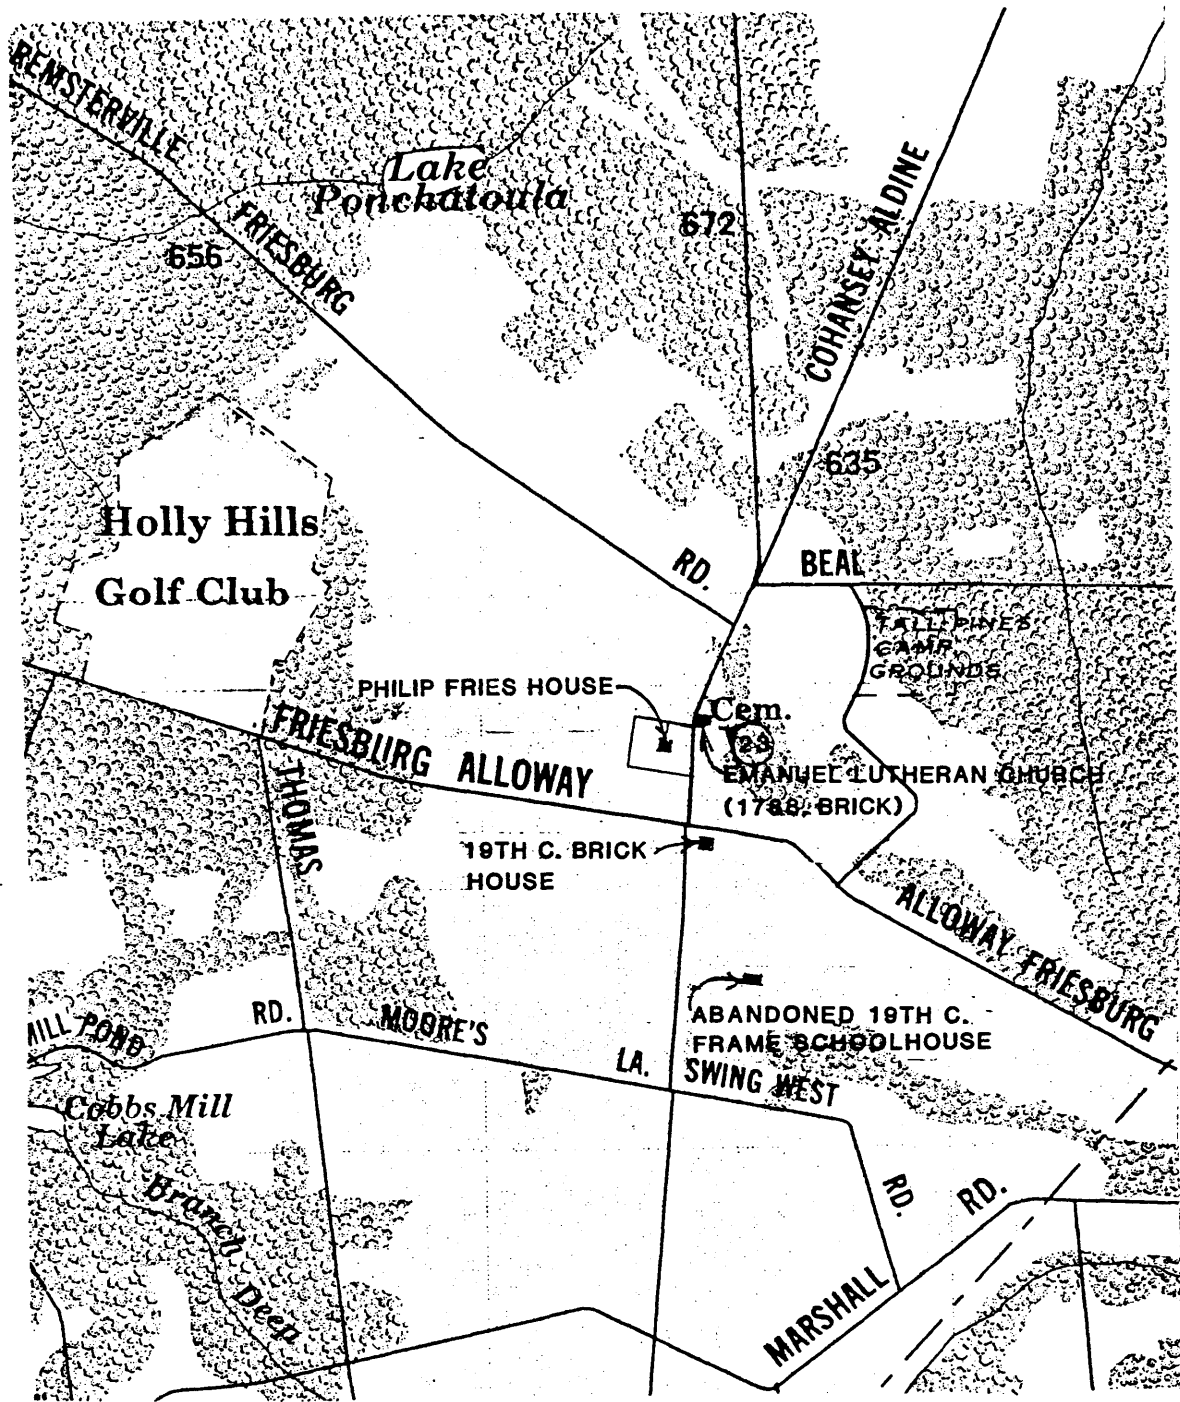 REMSTERVILLE
Lake
Ponchatoula
FRIESBURG
656
672
COHANSEY ALDINE
635
Holly Hills
Golf Club
RD.
BEAL
TALL PINES
CAMP
GROUNDS
PHILIP FRIES HOUSE
Cem.
23
EMANUEL LUTHERAN CHURCH
(1788, BRICK)
FRIESBURG ALLOWAY
THOMAS
19TH C. BRICK
HOUSE
ALLOWAY FRIESBURG
ABANDONED 19TH C.
FRAME SCHOOLHOUSE
MILL POND
RD.
MOORE'S
LA.
SWING WEST
RD.
Cobbs Mill
Lake
Branch
Deep
MARSHALL
RD.